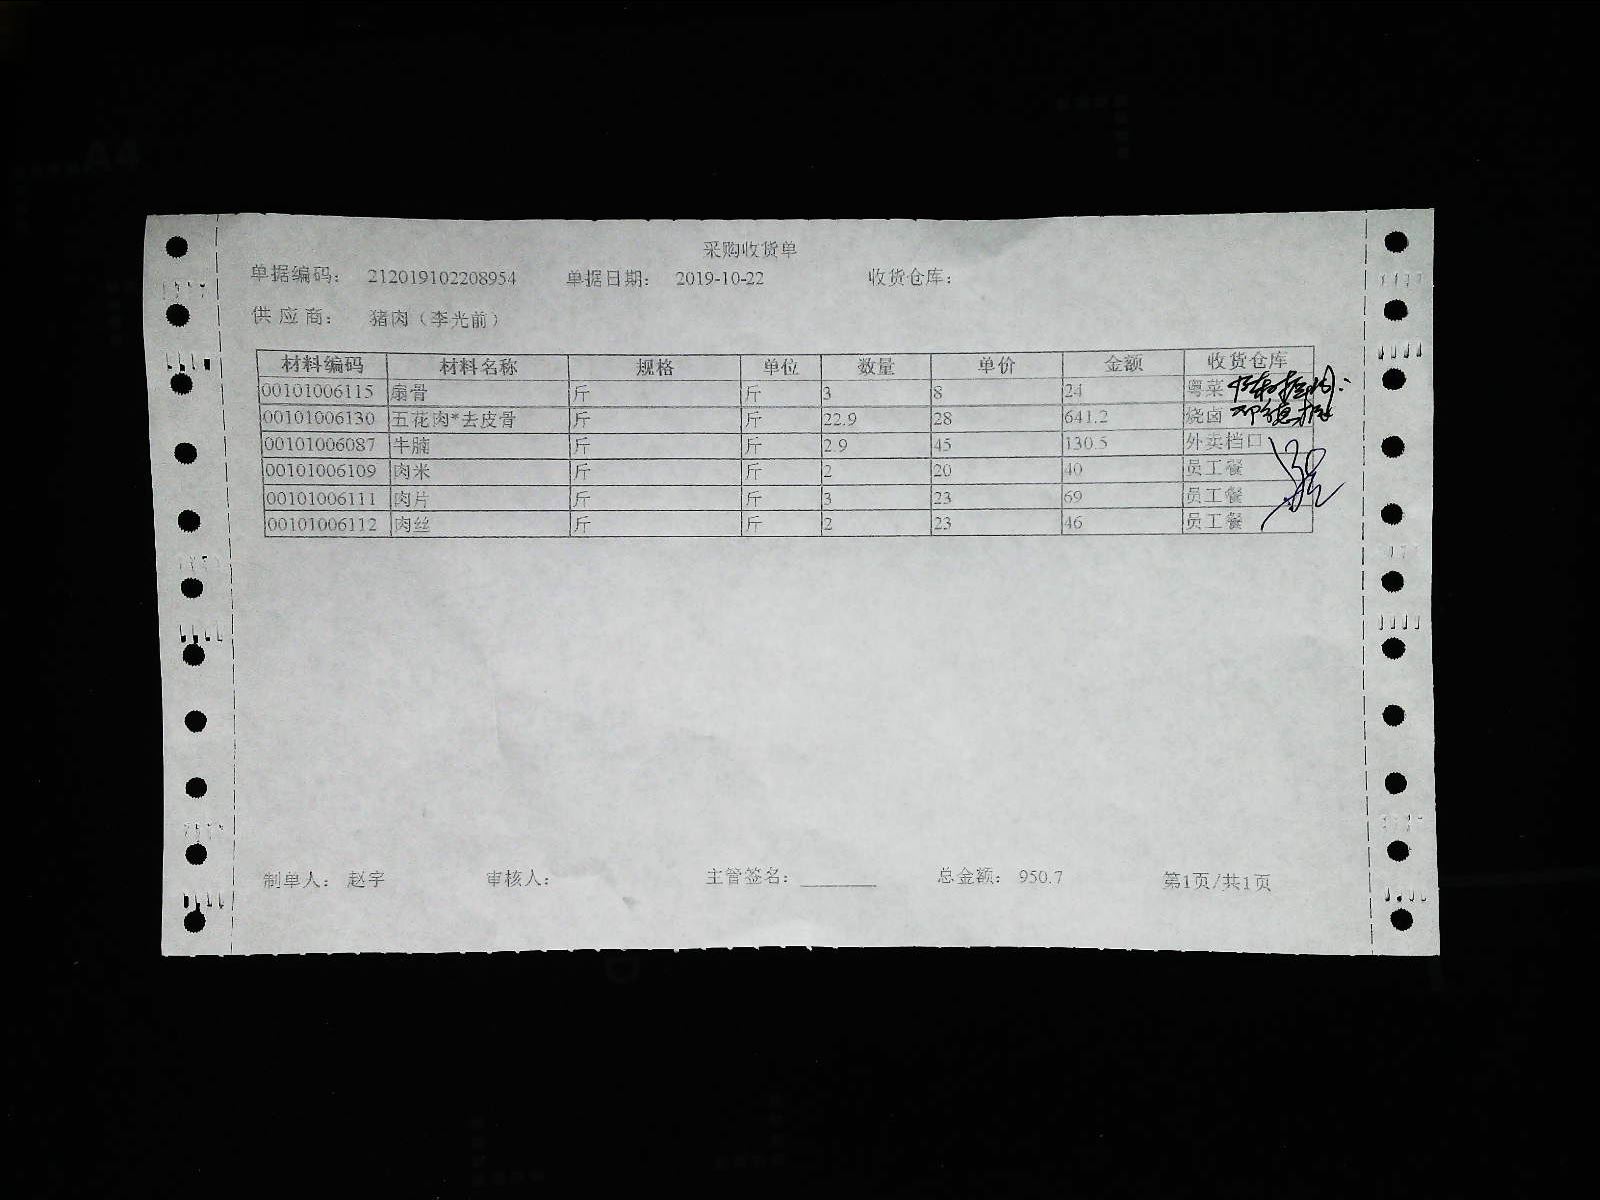 采购收货单
单据编码： 212019102208954 单据日期： 2019-10-22 收货仓库：
供应商： 猪肉（李光前）
材料编码 材料名称 规格 单位 数量 单价 金额 收货仓库
00101006115 扇骨 斤 斤 3 8 24 粤菜
00101006130 五花肉*去皮骨 斤 斤 22.9 28 641.2 烧卤
00101006087 牛腩 斤 斤 2.9 45 130.5 外卖档口
00101006109 肉米 斤 斤 2 20 40 员工餐
00101006111 肉片 斤 斤 3 23 69 员工餐
00101006112 肉丝 斤 斤 2 23 46 员工餐
制单人： 赵宇 审核人： 主管签名：_______ 总金额： 950.7 第1页/共1页